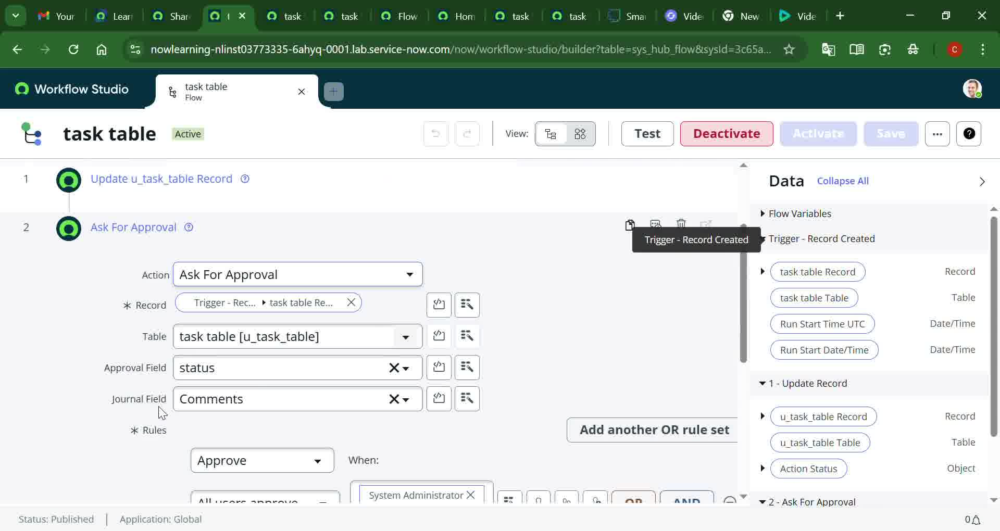 Your
Lear
Shar
t
task
task
Flow
Hom
task
task
Sma
Vide
New
Vide
nowlearning-nlinst03773335-6ahyq-0001.lab.service-now.com/now/workflow-studio/builder?table=sys_hub_flow&sysId=3c65a...
C
Workflow Studio
task table
Flow
task table
Active
View:
Test
Deactivate
Activate
Save
1
Update u_task_table Record
2
Ask For Approval
Trigger - Record Created
Action
Ask For Approval
* Record
Trigger - Rec...
task table Re...
Table
task table [u_task_table]
Approval Field
status
Journal Field
Comments
* Rules
Add another OR rule set
Approve
When:
All users approve
System Administrator
OR
AND
Data
Collapse All
Flow Variables
Trigger - Record Created
task table Record
Record
task table Table
Table
Run Start Time UTC
Date/Time
Run Start Date/Time
Date/Time
1 - Update Record
u_task_table Record
Record
u_task_table Table
Table
Action Status
Object
2 - Ask For Approval
Status: Published
Application: Global
0